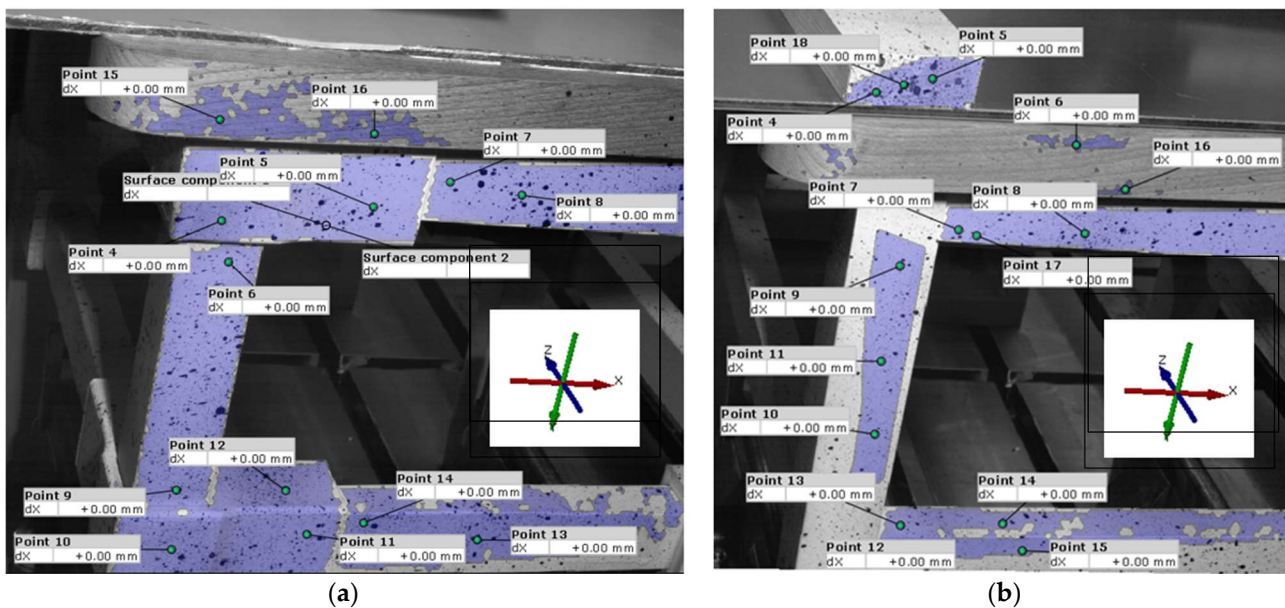 Point 15
dX +0.00 mm
Point 16
dX +0.00 mm
Point 7
dX +0.00 mm
Point 5
dX +0.00 mm
Surface component
dX
Point 8
dX +0.00 mm
Point 4
dX +0.00 mm
Surface component 2
dX
Point 6
dX +0.00 mm
Z
X
Point 12
dX +0.00 mm
Point 14
dX +0.00 mm
Point 9
dX +0.00 mm
Point 13
dX +0.00 mm
Point 10
dX +0.00 mm
Point 11
dX +0.00 mm
(a)
Point 18
dX +0.00 mm
Point 5
dX +0.00 mm
Point 6
dX +0.00 mm
Point 4
dX +0.00 mm
Point 16
dX +0.00 mm
Point 7
dX +0.00 mm
Point 8
dX +0.00 mm
Point 17
dX +0.00 mm
Point 9
dX +0.00 mm
Point 11
dX +0.00 mm
Z
X
Point 10
dX +0.00 mm
Point 13
dX +0.00 mm
Point 14
dX +0.00 mm
Point 12
dX +0.00 mm
Point 15
dX +0.00 mm
(b)